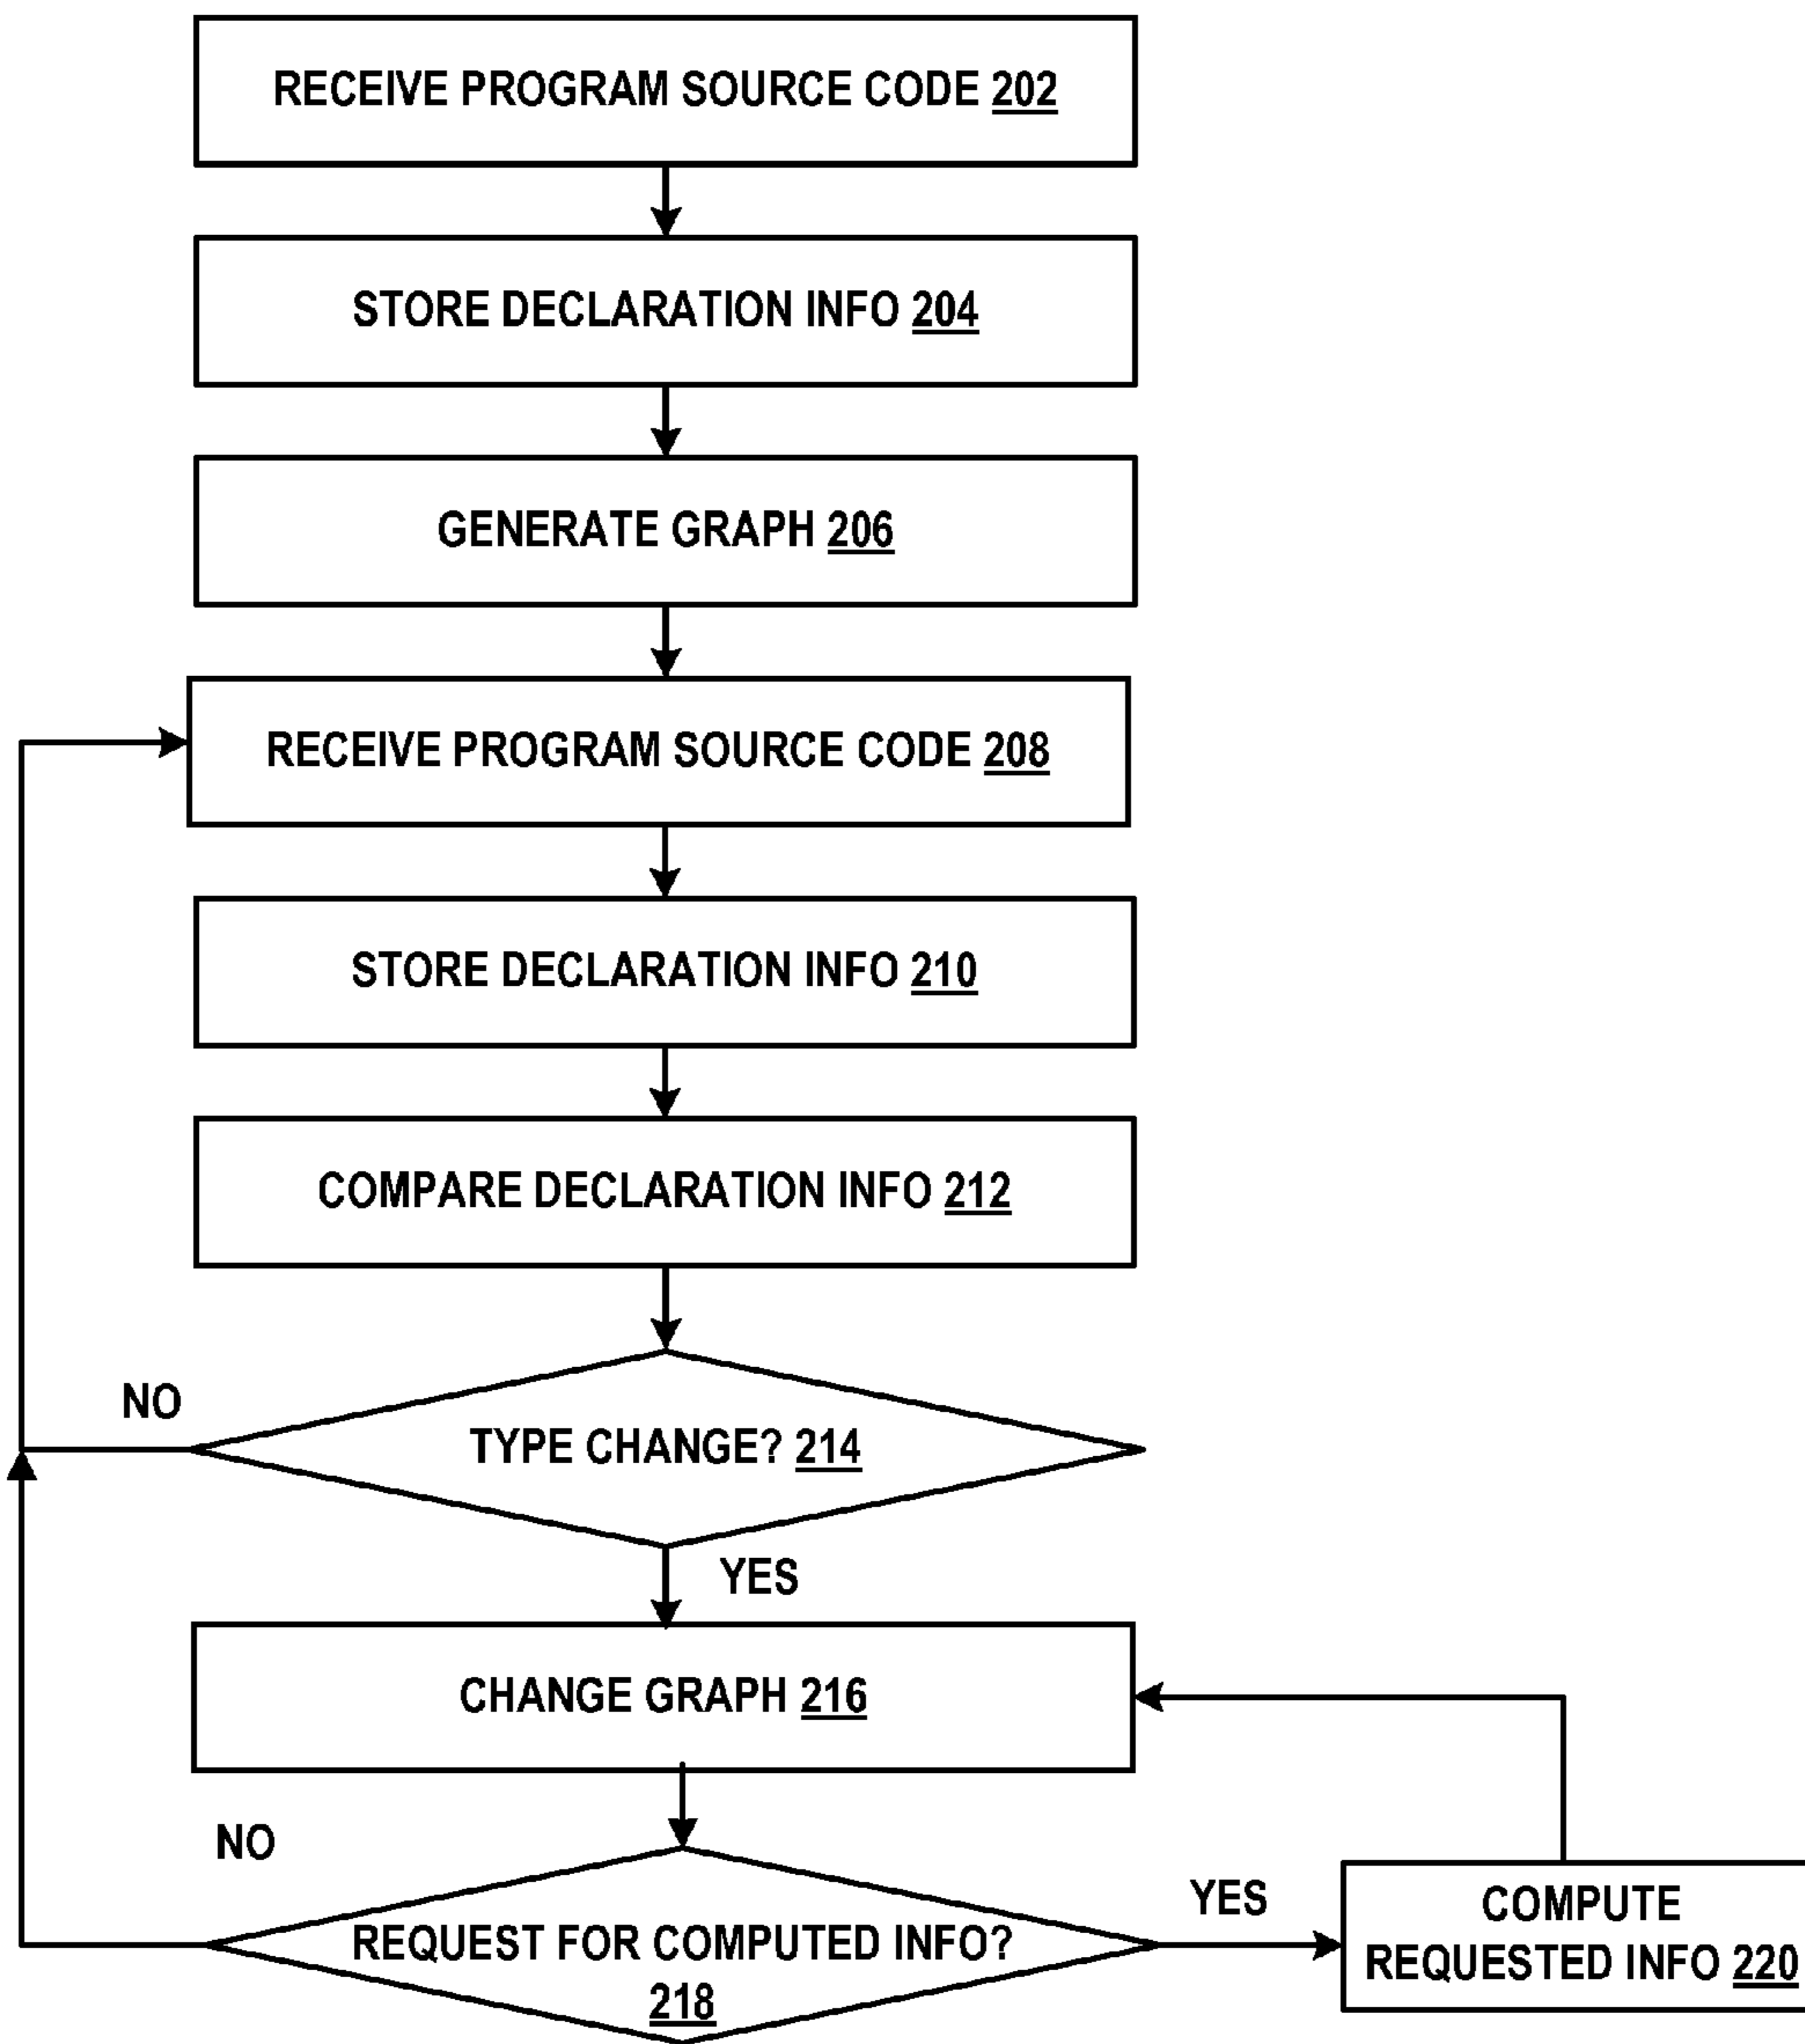 RECEIVE PROGRAM SOURCE CODE 202
STORE DECLARATION INFO 204
GENERATE GRAPH 206
RECEIVE PROGRAM SOURCE CODE 208
STORE DECLARATION INFO 210
COMPARE DECLARATION INFO 212
NO
TYPE CHANGE? 214
YES
CHANGE GRAPH 216
NO
REQUEST FOR COMPUTED INFO?
218
YES
COMPUTE
REQUESTED INFO 220